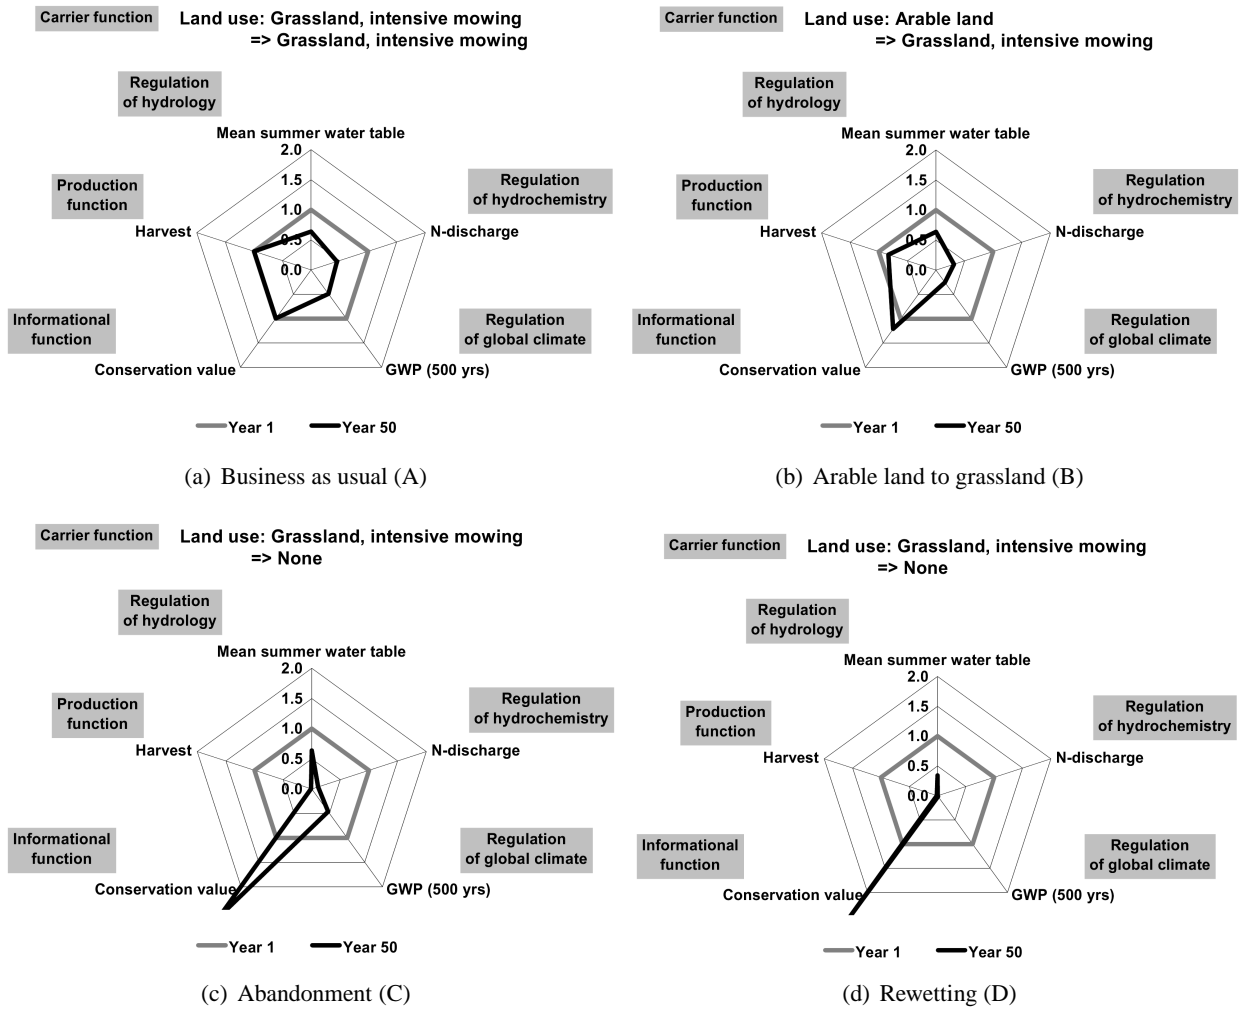 Carrier function
Land use: Grassland, intensive mowing
=> Grassland, intensive mowing
Regulation
of hydrology
Mean summer water table
2.0
1.5
1.0
0.5
0.0
Production
function
Regulation
of hydrochemistry
Harvest
N-discharge
Informational
function
Regulation
of global climate
Conservation value
GWP (500 yrs)
Year 1
Year 50
(a) Business as usual (A)
Carrier function
Land use: Arable land
=> Grassland, intensive mowing
Regulation
of hydrology
Mean summer water table
2.0
1.5
1.0
0.5
0.0
Production
function
Regulation
of hydrochemistry
Harvest
N-discharge
Informational
function
Regulation
of global climate
Conservation value
GWP (500 yrs)
Year 1
Year 50
(b) Arable land to grassland (B)
Carrier function
Land use: Grassland, intensive mowing
=> None
Regulation
of hydrology
Mean summer water table
2.0
1.5
1.0
0.5
0.0
Production
function
Regulation
of hydrochemistry
Harvest
N-discharge
Informational
function
Regulation
of global climate
Conservation value
GWP (500 yrs)
Year 1
Year 50
(c) Abandonment (C)
Carrier function
Land use: Grassland, intensive mowing
=> None
Regulation
of hydrology
Mean summer water table
2.0
1.5
1.0
0.5
0.0
Production
function
Regulation
of hydrochemistry
Harvest
N-discharge
Informational
function
Regulation
of global climate
Conservation value
GWP (500 yrs)
Year 1
Year 50
(d) Rewetting (D)